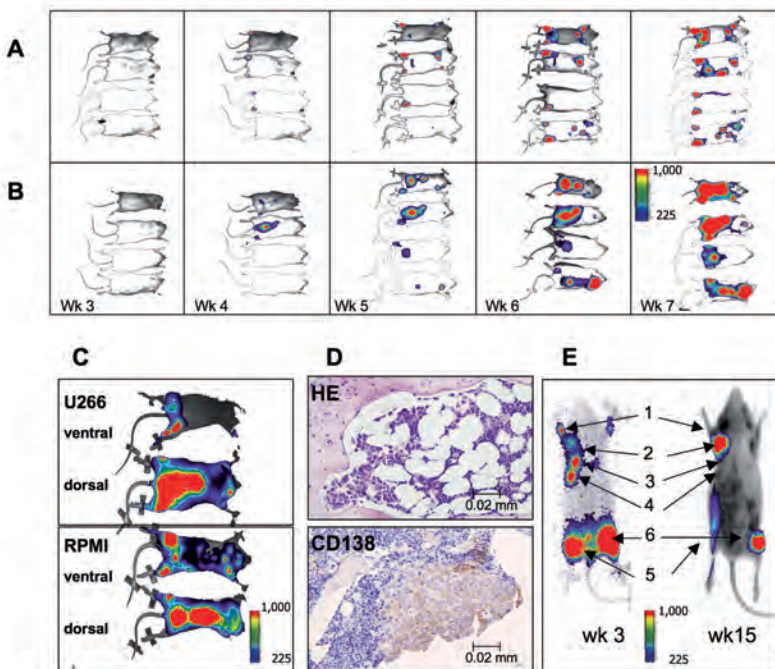 A
B
1,000
225
Wk 3
Wk 4
Wk 5
Wk 6
Wk 7
C
D
E
U266
ventral
dorsal
RPMI
ventral
dorsal
1,000
225
HE
0.02 mm
CD138
0.02 mm
1
2
3
4
6
5
1,000
225
wk 3
wk15